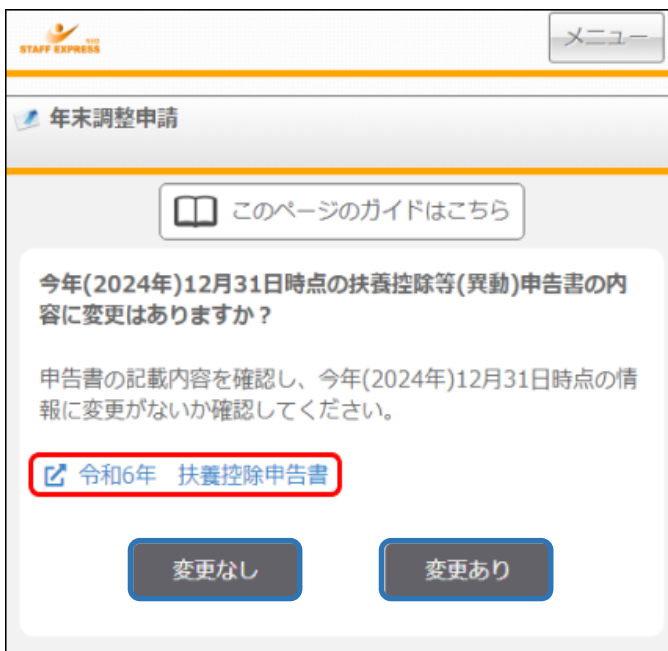 NEO
STAFF EXPRESS
メニュー
年末調整申請
このページのガイドはこちら
今年(2024年)12月31日時点の扶養控除等(異動)申告書の内
容に変更はありますか？
申告書の記載内容を確認し、今年(2024年)12月31日時点の情
報に変更がないか確認してください。
令和6年　扶養控除申告書
変更なし
変更あり